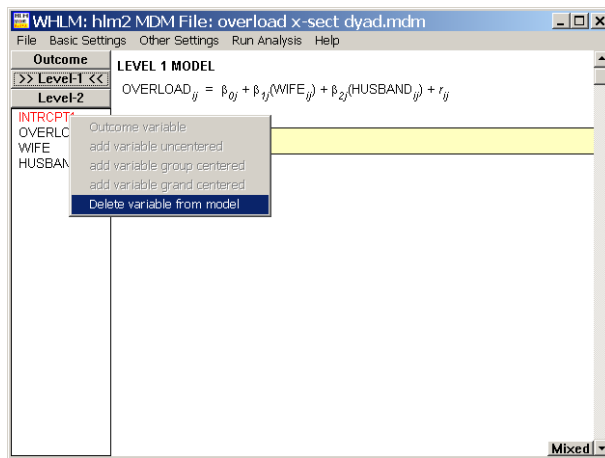 WHLM: hlm2 MDM File: overload x-sect dyad.mdm
File Basic Settings Other Settings Run Analysis Help
Outcome
>> Level-1 <<
Level-2
INTRCPT1
OVERLO
WIFE
HUSBAN
LEVEL 1 MODEL
OVERLOADij = β0j + β1j(WIFEij) + β2j(HUSBANDij) + rij
Outcome variable
add variable uncentered
add variable group centered
add variable grand centered
Delete variable from model
Mixed